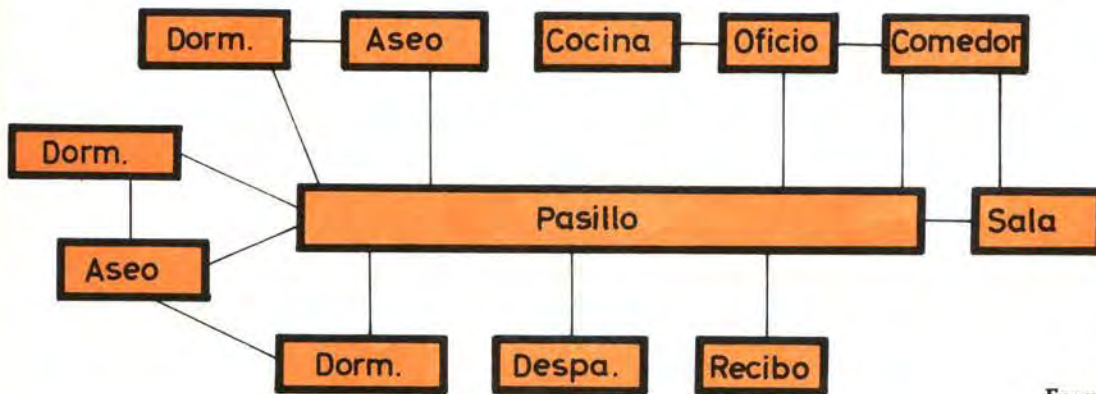 Dorm.
Aseo
Cocina
Oficio
Comedor
Dorm.
Pasillo
Sala
Aseo
Dorm.
Despa.
Recibo